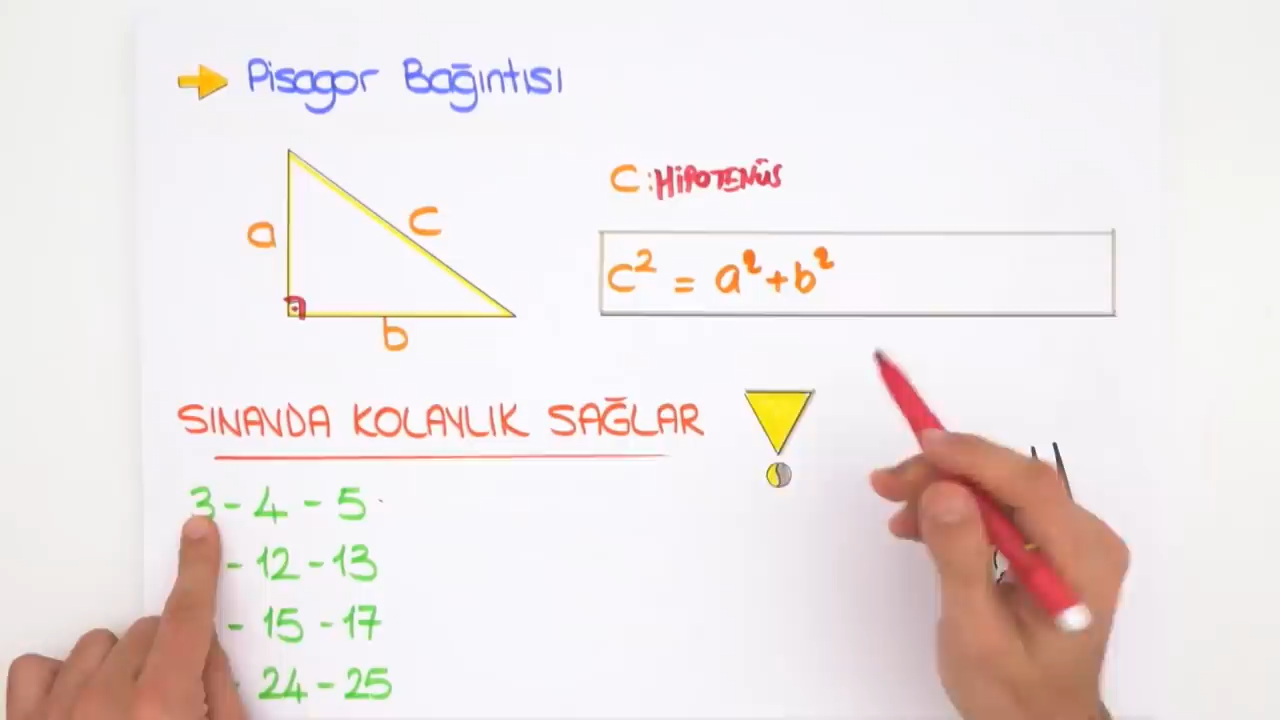 Pisagor Bağıntısı
a
c
b
C: HİPOTENÜS
c² = a² + b²
SINAVDA KOLAYLIK SAĞLAR
3 - 4 - 5
- 12 - 13
- 15 - 17
- 24 - 25